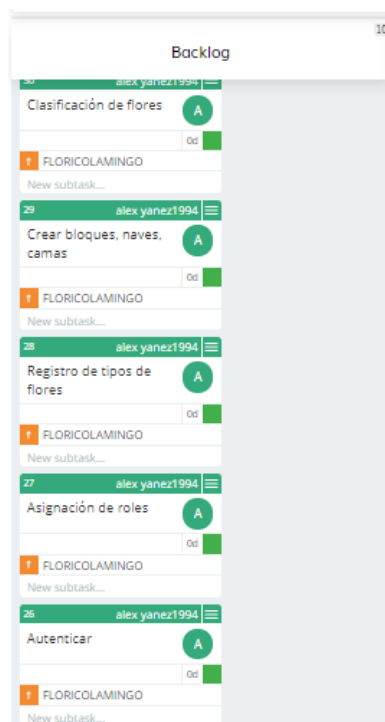 10
Backlog
30 alex yanez1994
Clasificación de flores
A
0d
↑ FLORICOLAMINGO
New subtask...
29 alex yanez1994
Crear bloques, naves,
camas
A
0d
↑ FLORICOLAMINGO
New subtask...
28 alex yanez1994
Registro de tipos de
flores
A
0d
↑ FLORICOLAMINGO
New subtask...
27 alex yanez1994
Asignación de roles
A
0d
↑ FLORICOLAMINGO
New subtask...
26 alex yanez1994
Autenticar
A
0d
↑ FLORICOLAMINGO
New subtask...